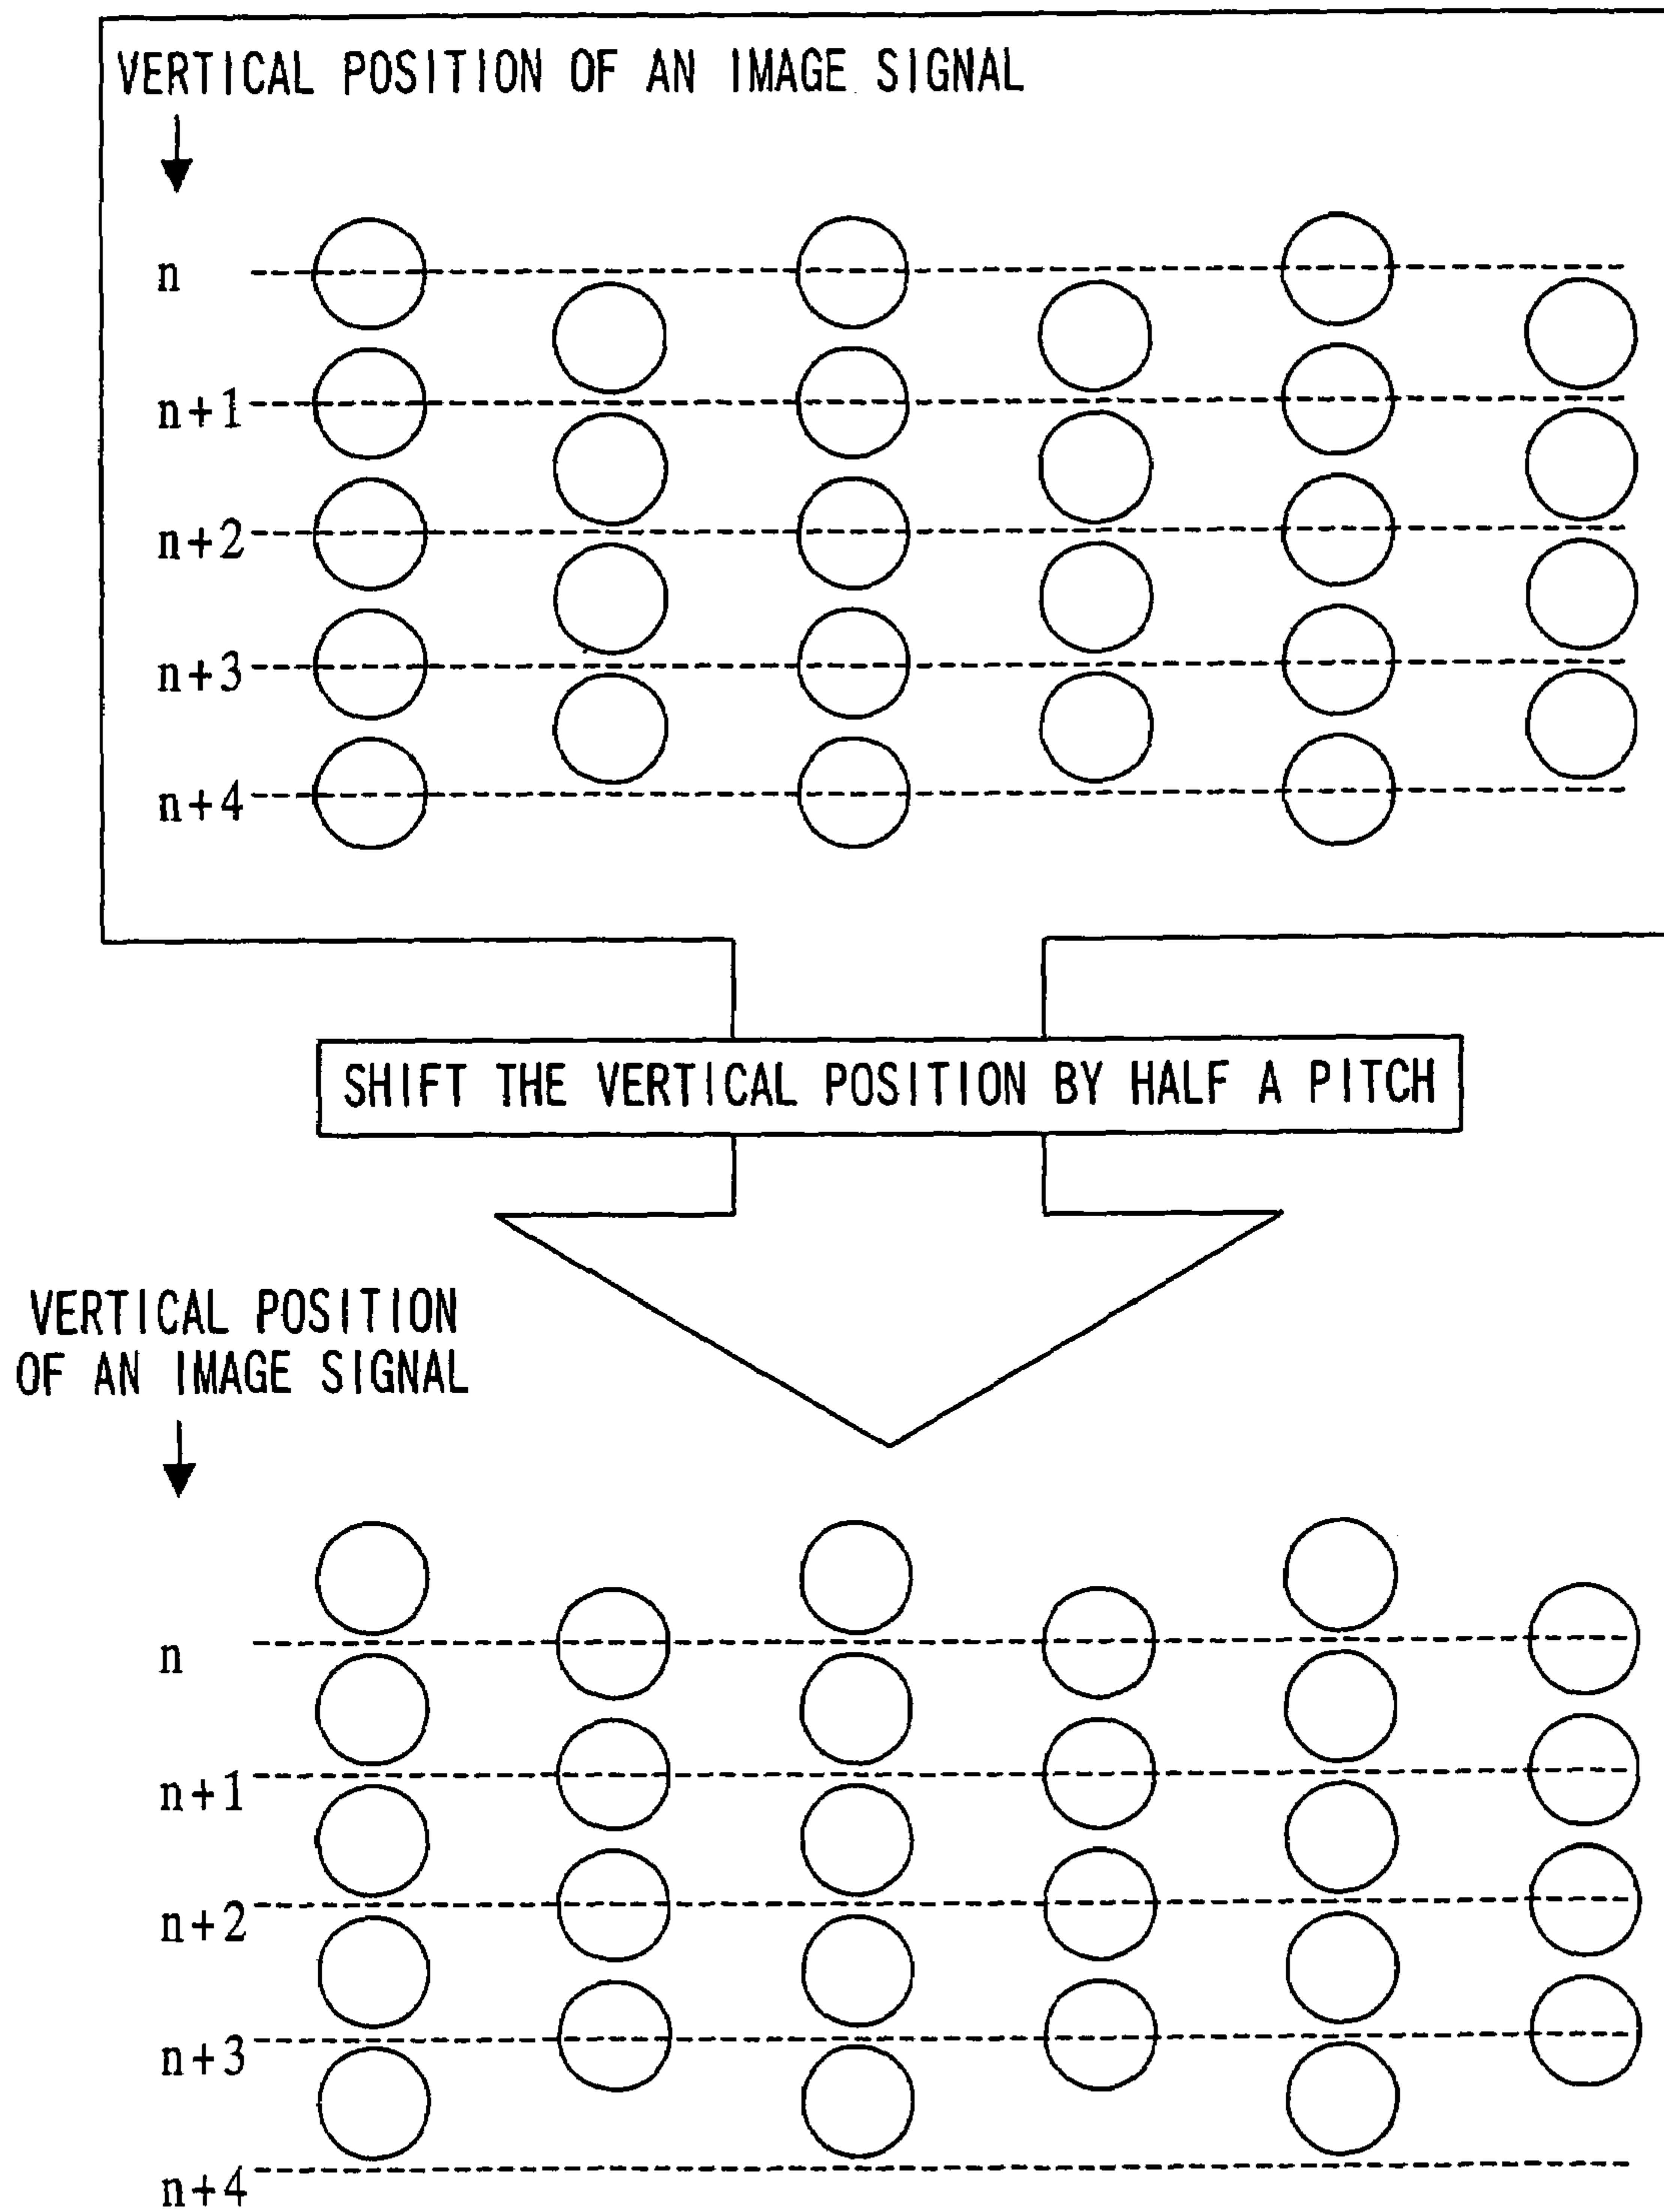 VERTICAL POSITION OF AN IMAGE SIGNAL
n
n+1
n+2
n+3
n+4
SHIFT THE VERTICAL POSITION BY HALF A PITCH
VERTICAL POSITION
OF AN IMAGE SIGNAL
n
n+1
n+2
n+3
n+4